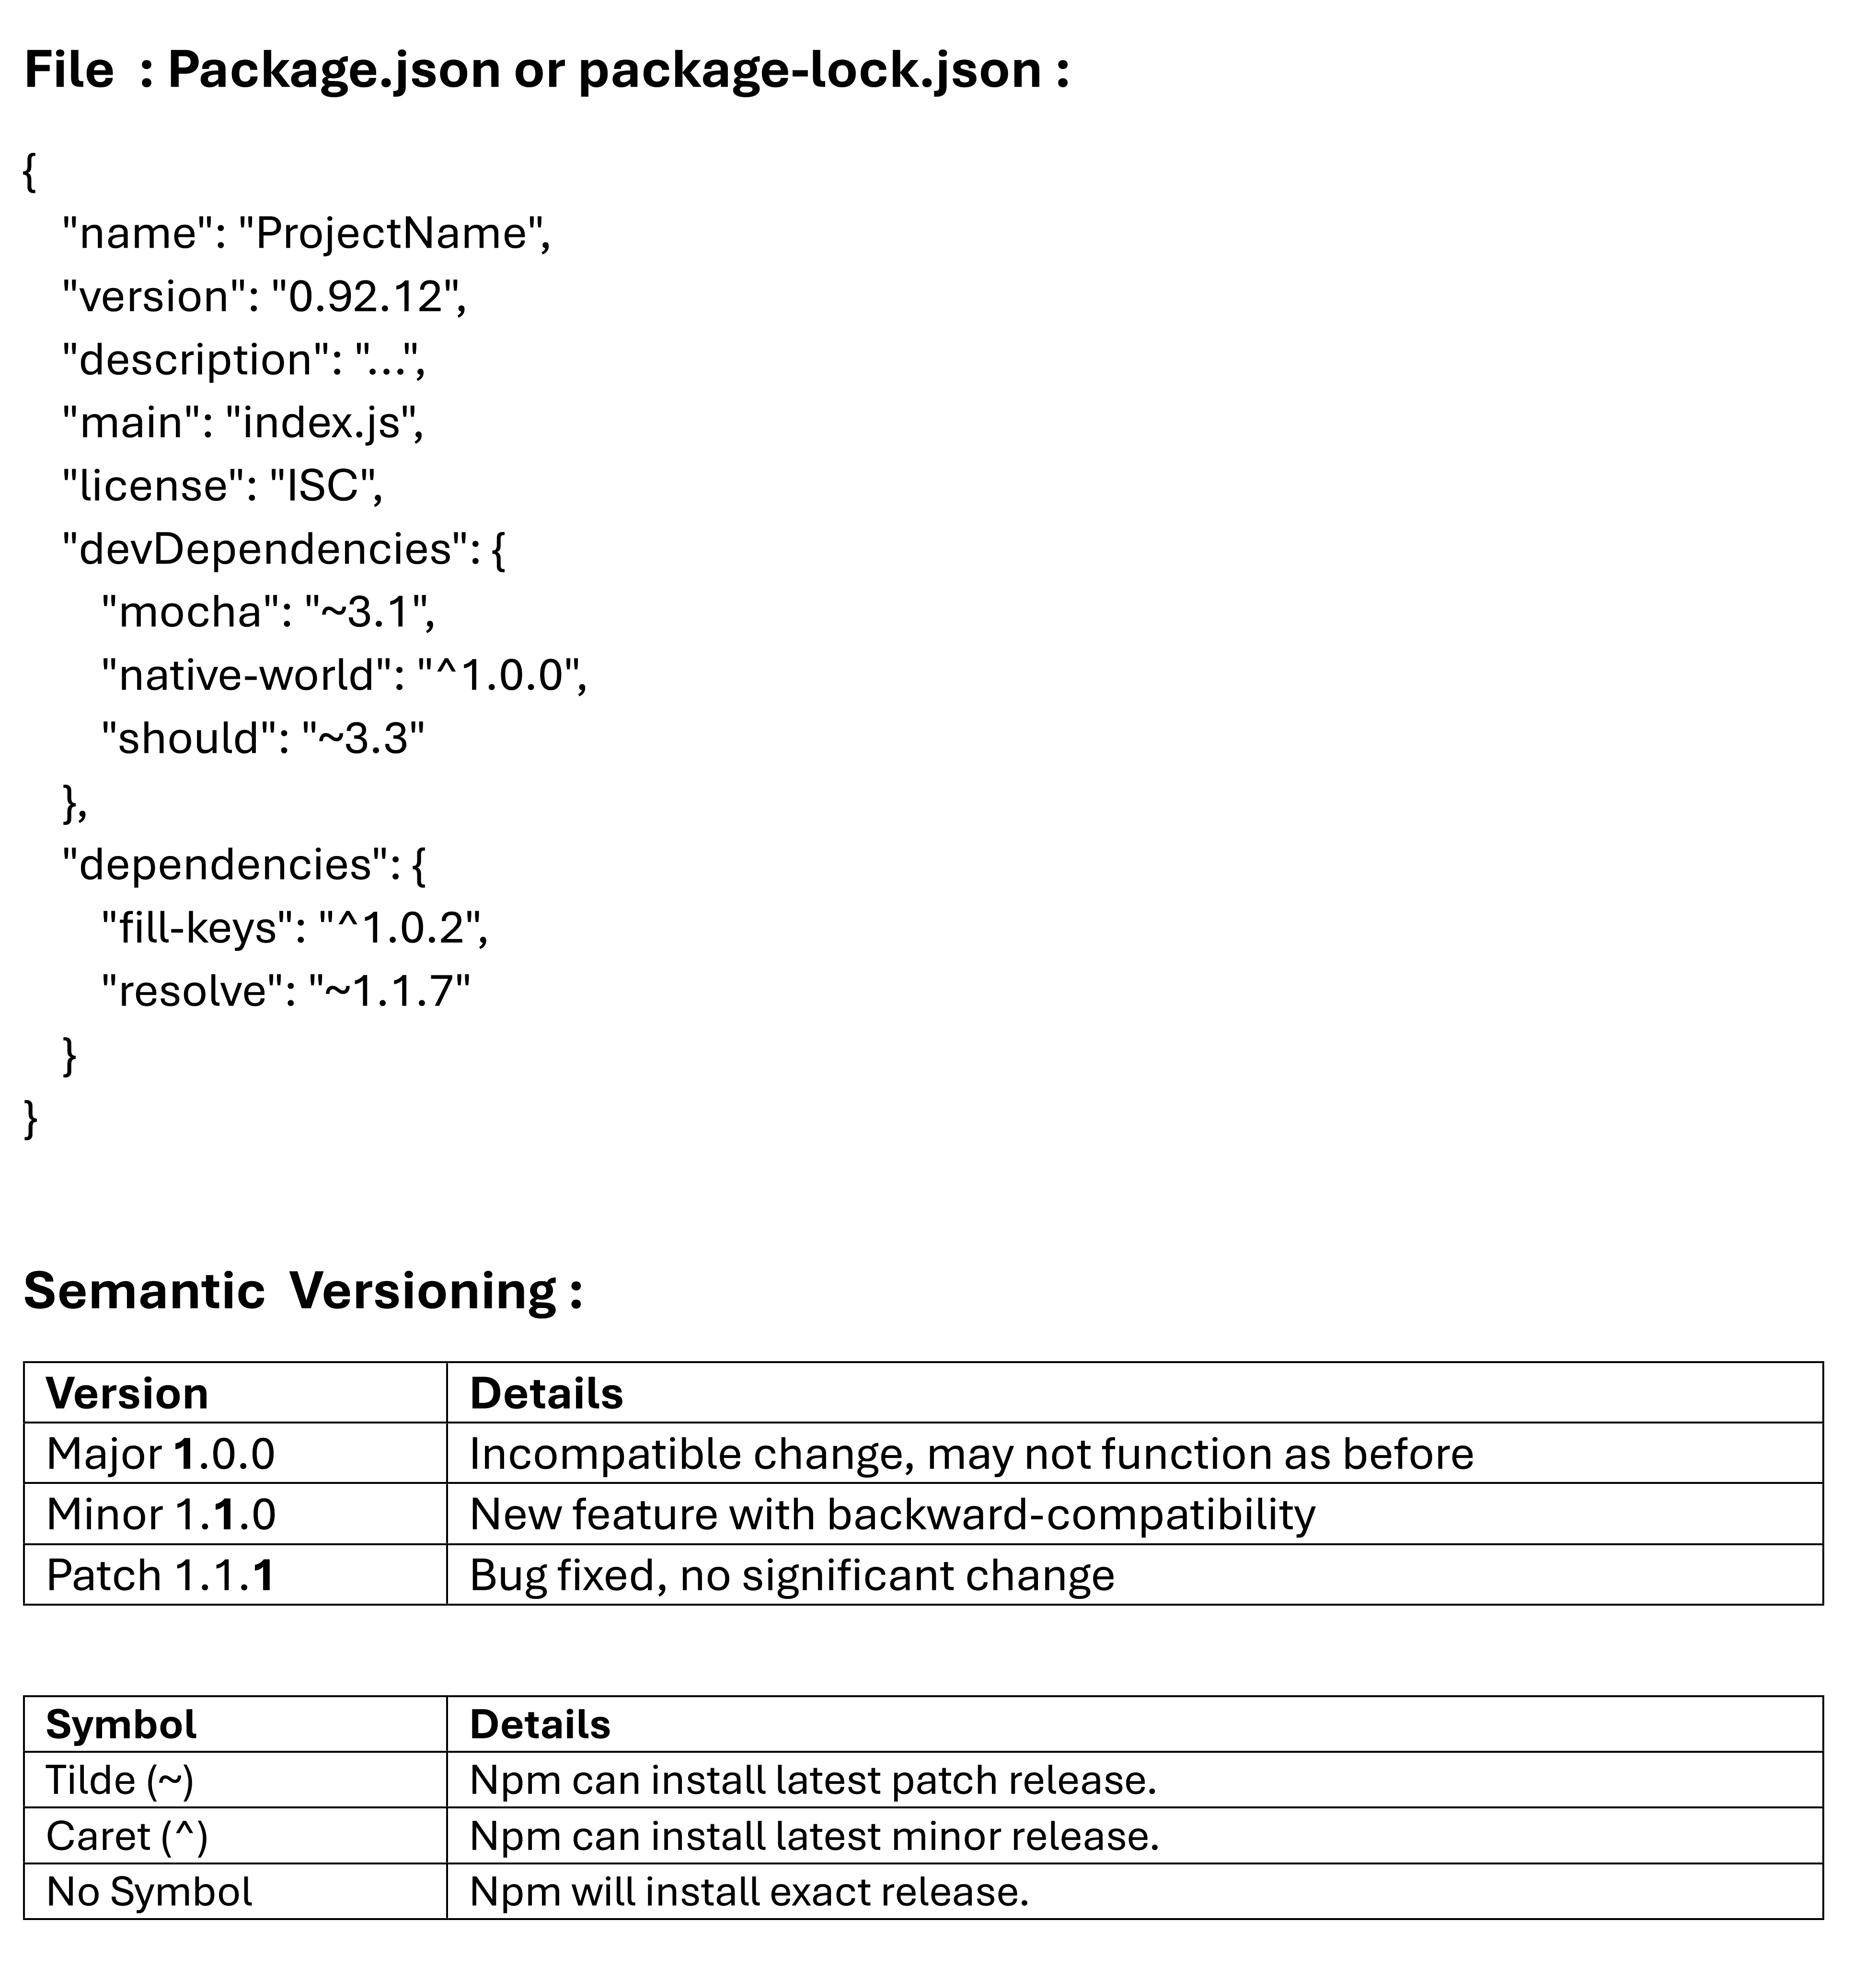 File  : Package.json or package-lock.json :
{
"name": "ProjectName",
"version": "0.92.12",
"description": "...",
"main": "index.js",
"license": "ISC",
"devDependencies": {
"mocha": "~3.1",
"native-world": "^1.0.0",
"should": "~3.3"
},
"dependencies": {
"fill-keys": "^1.0.2",
"resolve": "~1.1.7"
}
}
Semantic  Versioning :
Version Details
Major 1.0.0 Incompatible change, may not function as before
Minor 1.1.0 New feature with backward-compatibility
Patch 1.1.1 Bug fixed, no significant change
Symbol Details
Tilde (~) Npm can install latest patch release.
Caret (^) Npm can install latest minor release.
No Symbol Npm will install exact release.